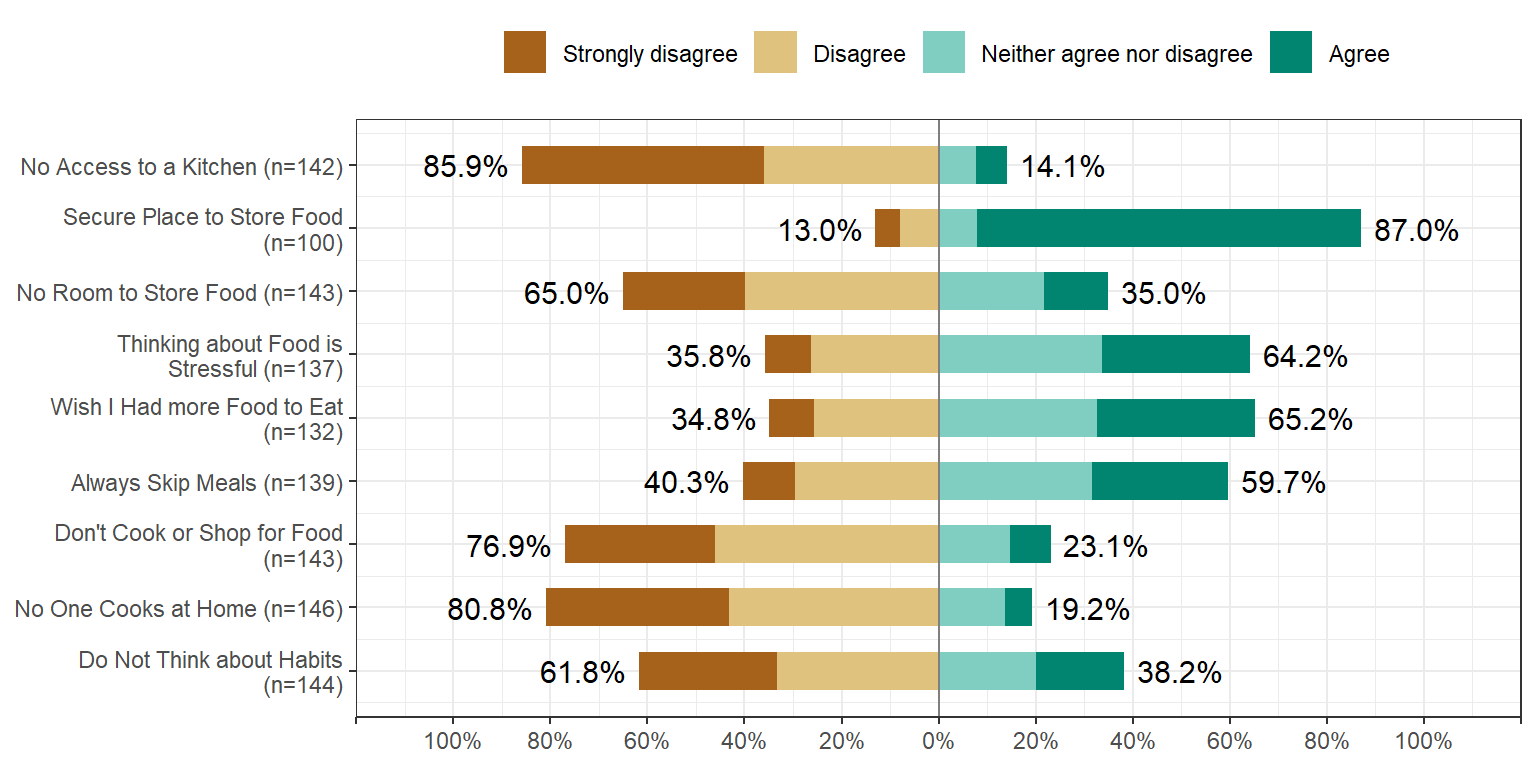 Strongly disagree Disagree Neither agree nor disagree Agree
No Access to a Kitchen (n=142) 85.9% 14.1%
Secure Place to Store Food
(n=100) 13.0% 87.0%
No Room to Store Food (n=143) 65.0% 35.0%
Thinking about Food is
Stressful (n=137) 35.8% 64.2%
Wish I Had more Food to Eat
(n=132) 34.8% 65.2%
Always Skip Meals (n=139) 40.3% 59.7%
Don't Cook or Shop for Food
(n=143) 76.9% 23.1%
No One Cooks at Home (n=146) 80.8% 19.2%
Do Not Think about Habits
(n=144) 61.8% 38.2%
100% 80% 60% 40% 20% 0% 20% 40% 60% 80% 100%